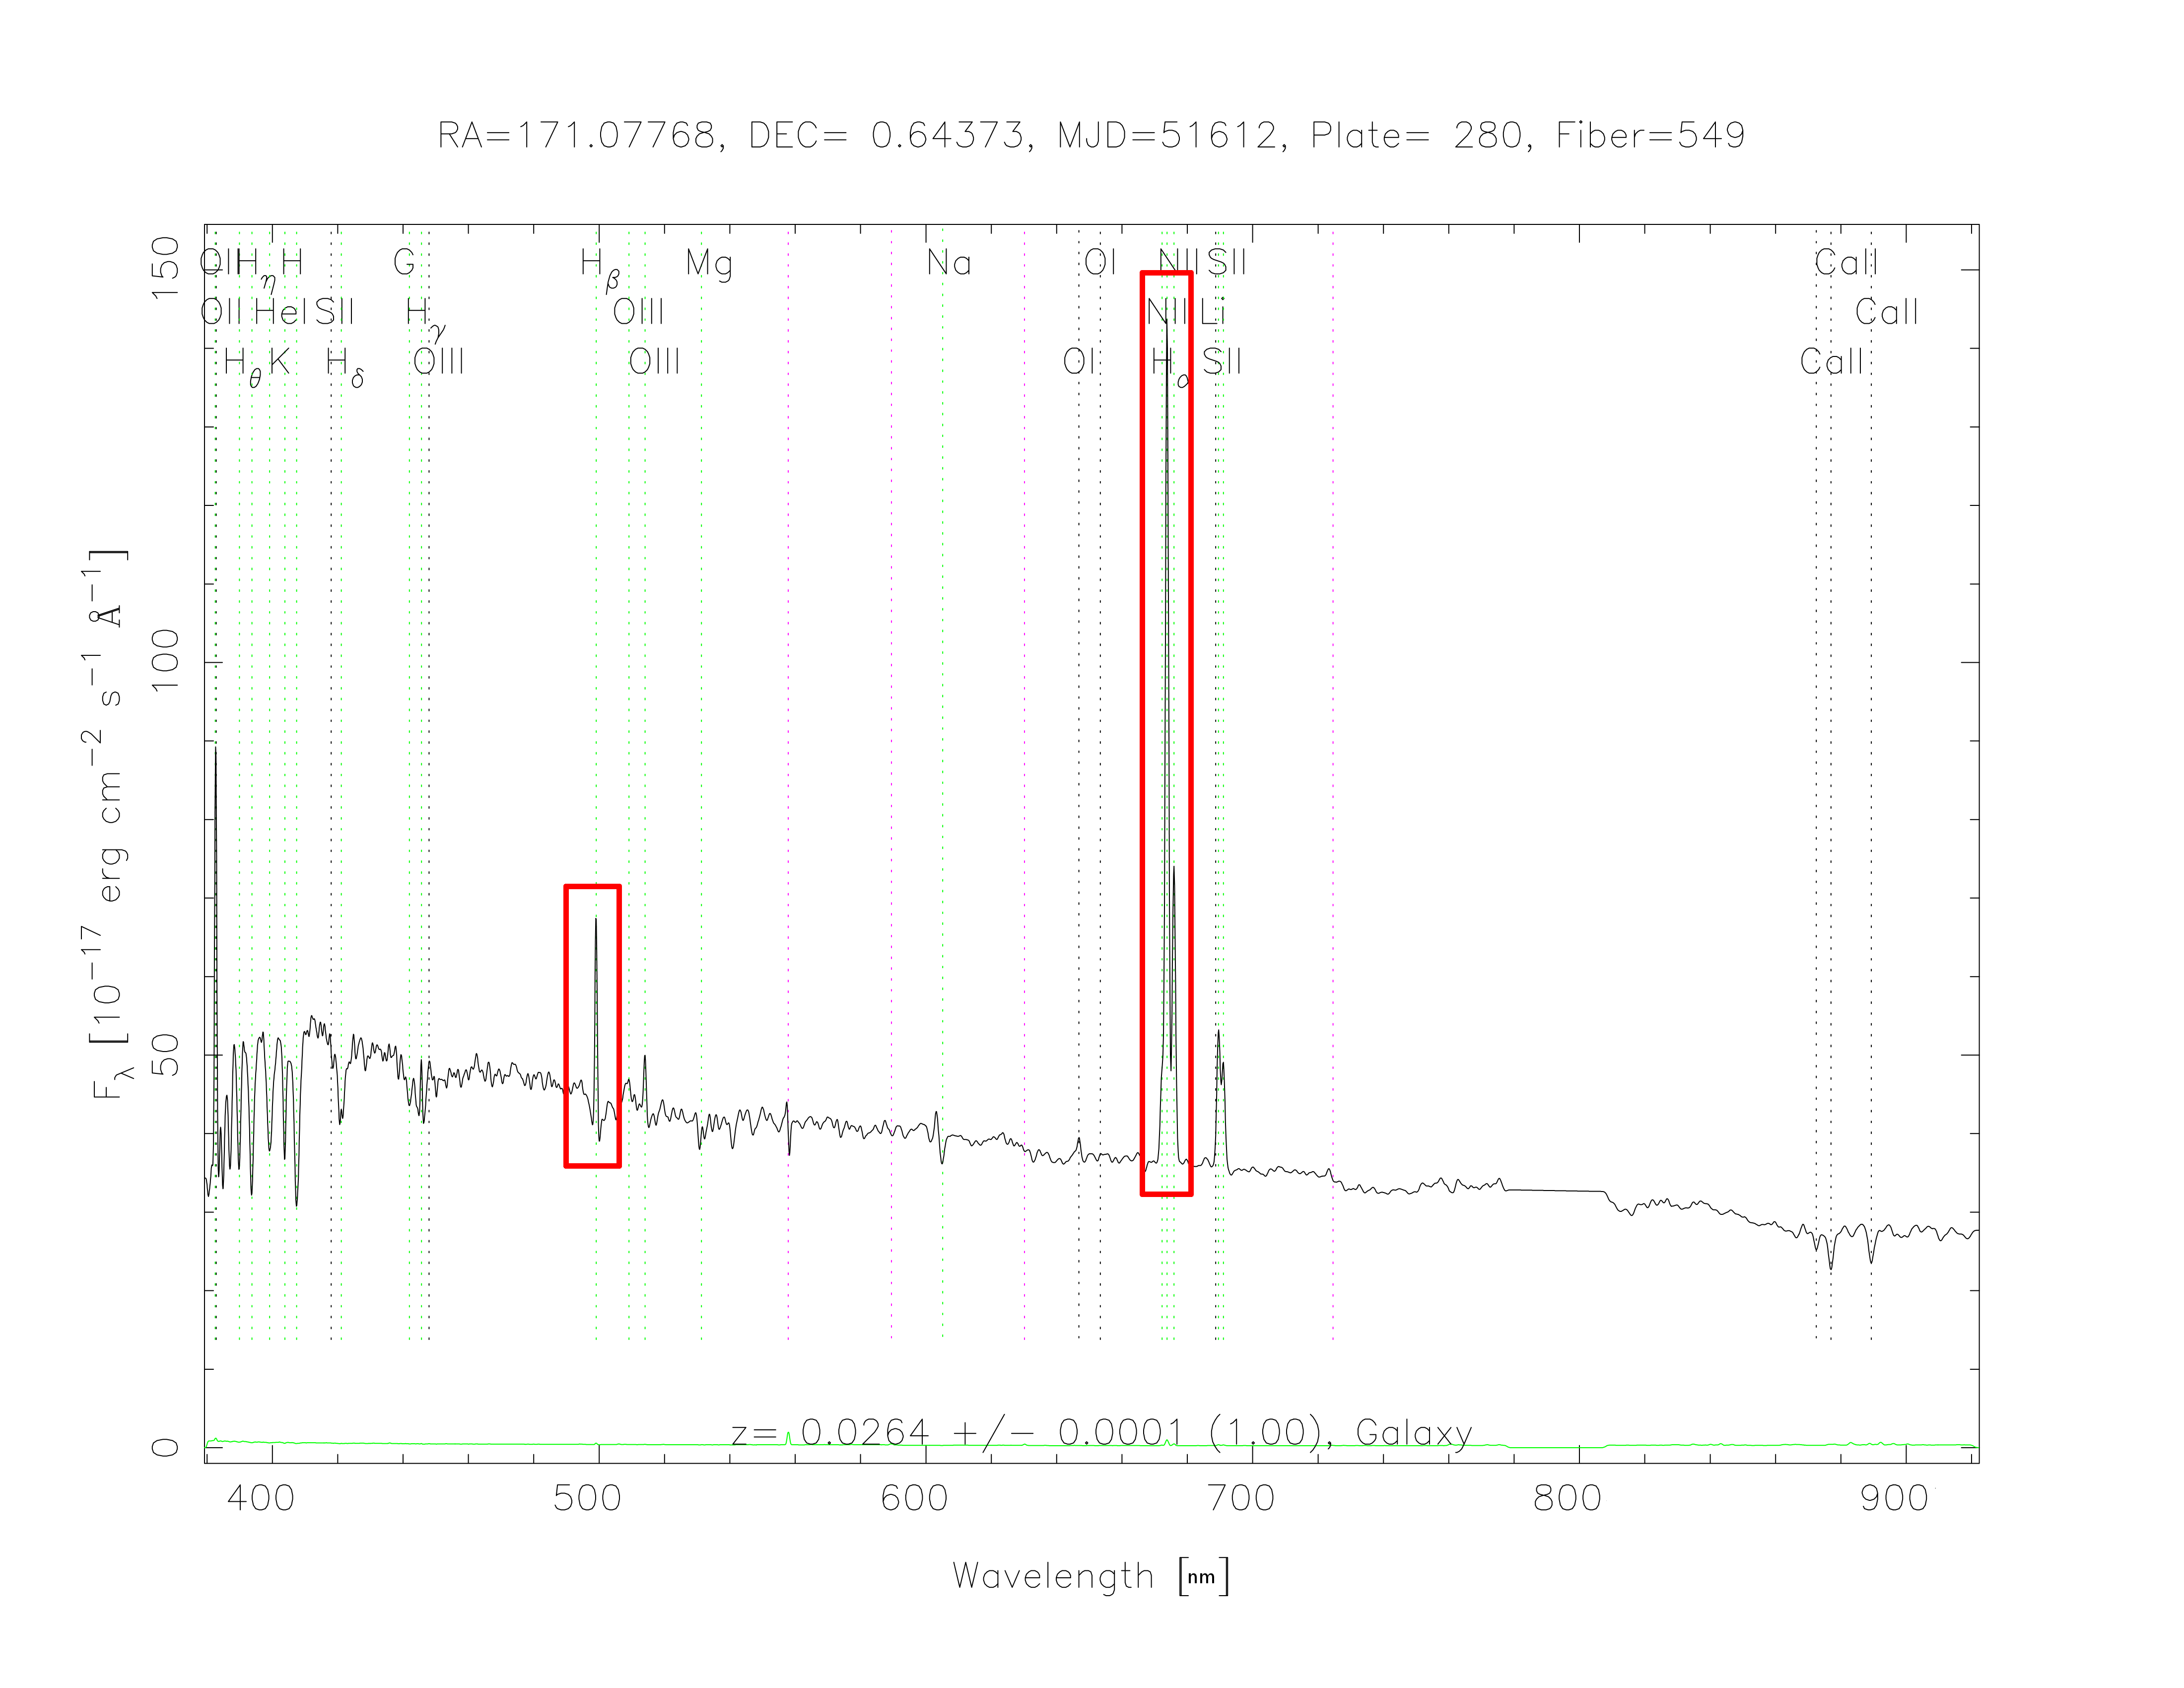 RA=171.07768, DEC= 0.64373, MJD=51612, Plate= 280, Fiber=549
OII Hη H G Hβ Mg Na OI NII SII CaII
OII HeI SII Hγ OIII NII Li CaII
Hθ K Hδ OIII OIII OI Hα SII CaII
150
100
50
0
Fλ [10−17 erg cm−2 s−1 Å−1]
z= 0.0264 +/− 0.0001 (1.00), Galaxy
400 500 600 700 800 900
Wavelength [nm]